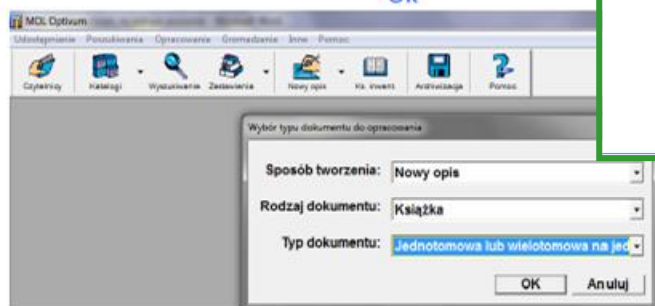 OK
MOL Optivum
Udostępnianie Poszukiwania Opracowanie Gromadzenie Inne Pomoc
Czytelnicy Katalogi Wyszukiwanie Zestawienia Nowy opis Ks. inwent. Archiwizacja Pomoc
Wybór typu dokumentu do opracowania
Sposób tworzenia: Nowy opis
Rodzaj dokumentu: Książka
Typ dokumentu: Jednotomowa lub wielotomowa na jed
OK Anuluj